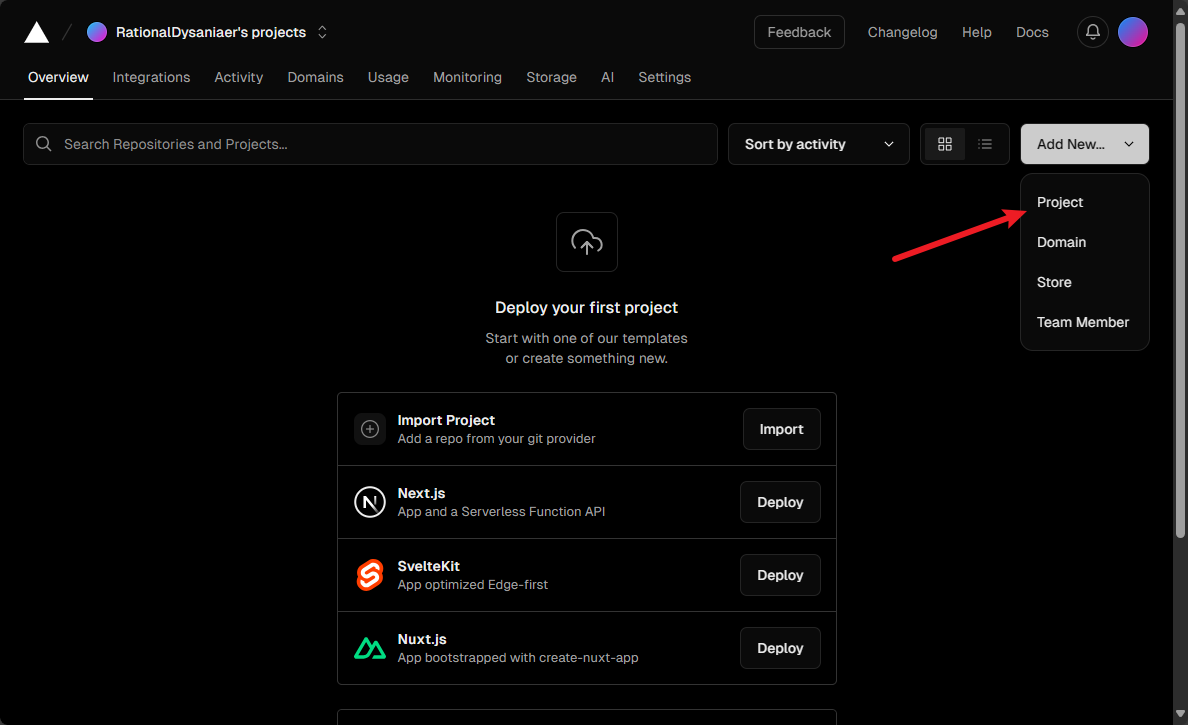 RationalDysaniaer's projects
Feedback
Changelog
Help
Docs
Overview
Integrations
Activity
Domains
Usage
Monitoring
Storage
AI
Settings
Search Repositories and Projects...
Sort by activity
Add New...
Project
Domain
Store
Team Member
Deploy your first project
Start with one of our templates
or create something new.
Import Project
Add a repo from your git provider
Import
Next.js
App and a Serverless Function API
Deploy
SvelteKit
App optimized Edge-first
Deploy
Nuxt.js
App bootstrapped with create-nuxt-app
Deploy